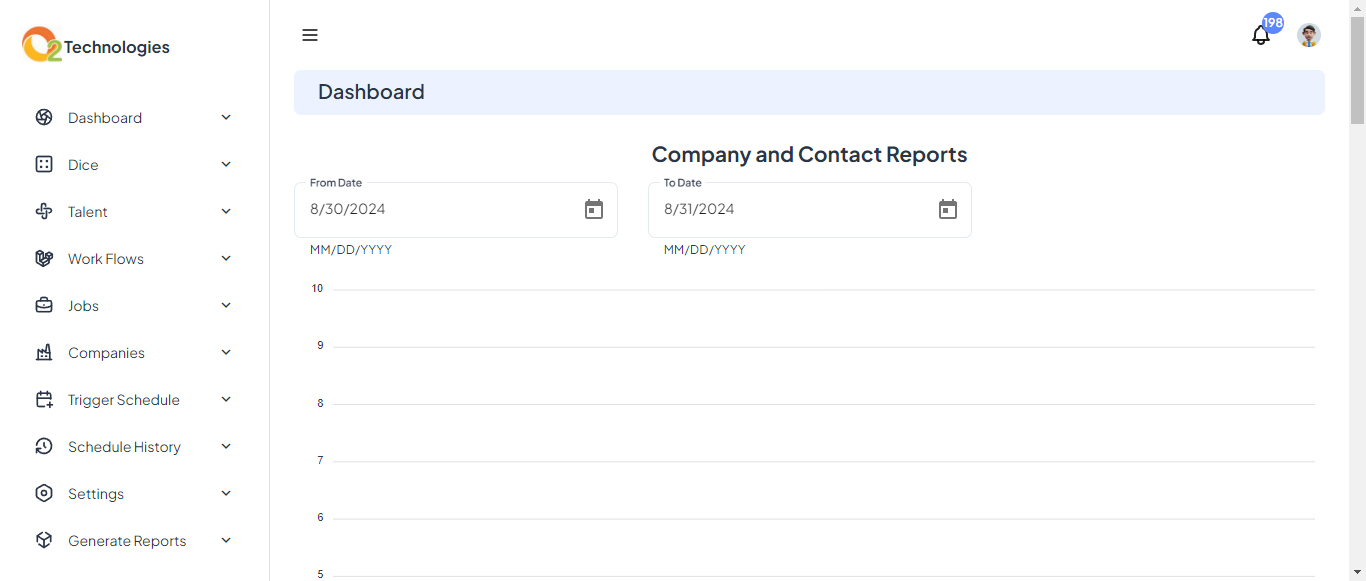 O2 Technologies
198
Dashboard
Dice
Talent
Work Flows
Jobs
Companies
Trigger Schedule
Schedule History
Settings
Generate Reports
Dashboard
Company and Contact Reports
From Date
8/30/2024
MM/DD/YYYY
To Date
8/31/2024
MM/DD/YYYY
10
9
8
7
6
5